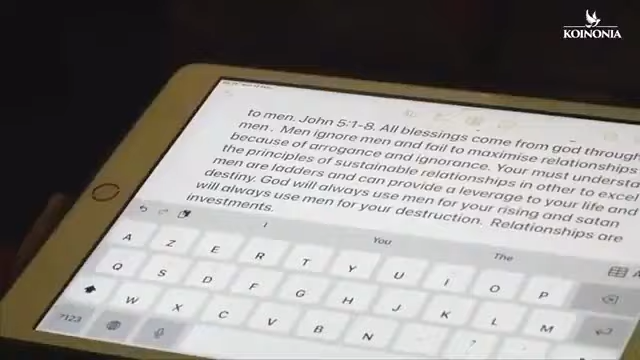 KOINONIA
to men. John 5:1-8. All blessings come from god through
men. Men ignore men and fail to maximise relationships
because of arrogance and ignorance. Your must understa
the principles of sustainable relationships in other to excel
men are ladders and can provide a leverage to your life and
destiny. God will always use men for your rising and satan
will always use men for your destruction. Relationships are
investments.
I You The
A Z E R T Y U I O P
Q S D F G H J K L M
W X C V B N '
?123